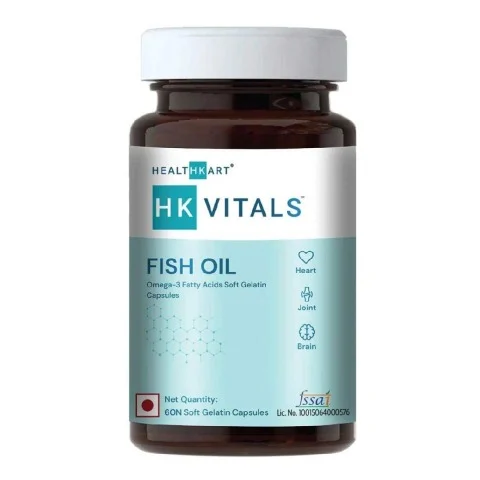 HEALTHKART®
HK VITALS™
FISH OIL
Omega-3 Fatty Acids Soft Gelatin
Capsules
Heart
Joint
Brain
Net Quantity:
60N Soft Gelatin Capsules
fssai
Lic. No. 10015064000576